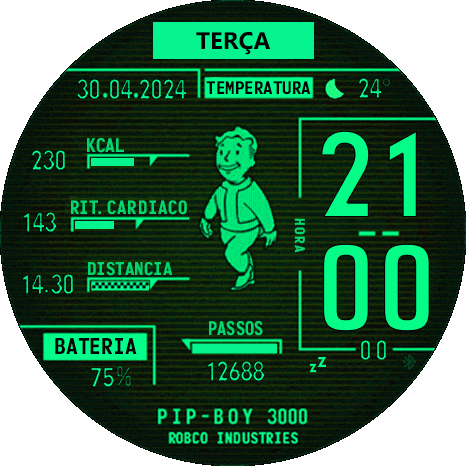 TERÇA
30.04.2024 TEMPERATURA 24°
KCAL
230
RIT.CARDIACO
143
DISTANCIA
14.30
21
HORA
00
00
PASSOS
12688
zZ
BATERIA
75%
PIP-BOY 3000
ROBCO INDUSTRIES